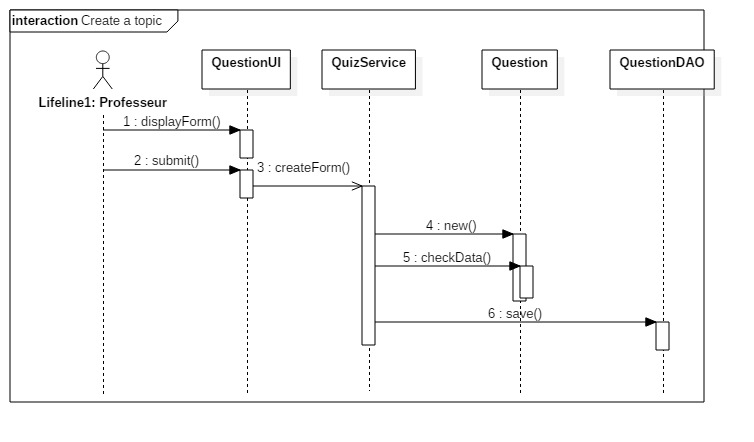 interaction Create a topic
QuestionUI
QuizService
Question
QuestionDAO
Lifeline1: Professeur
1 : displayForm()
2 : submit()
3 : createForm()
4 : new()
5 : checkData()
6 : save()